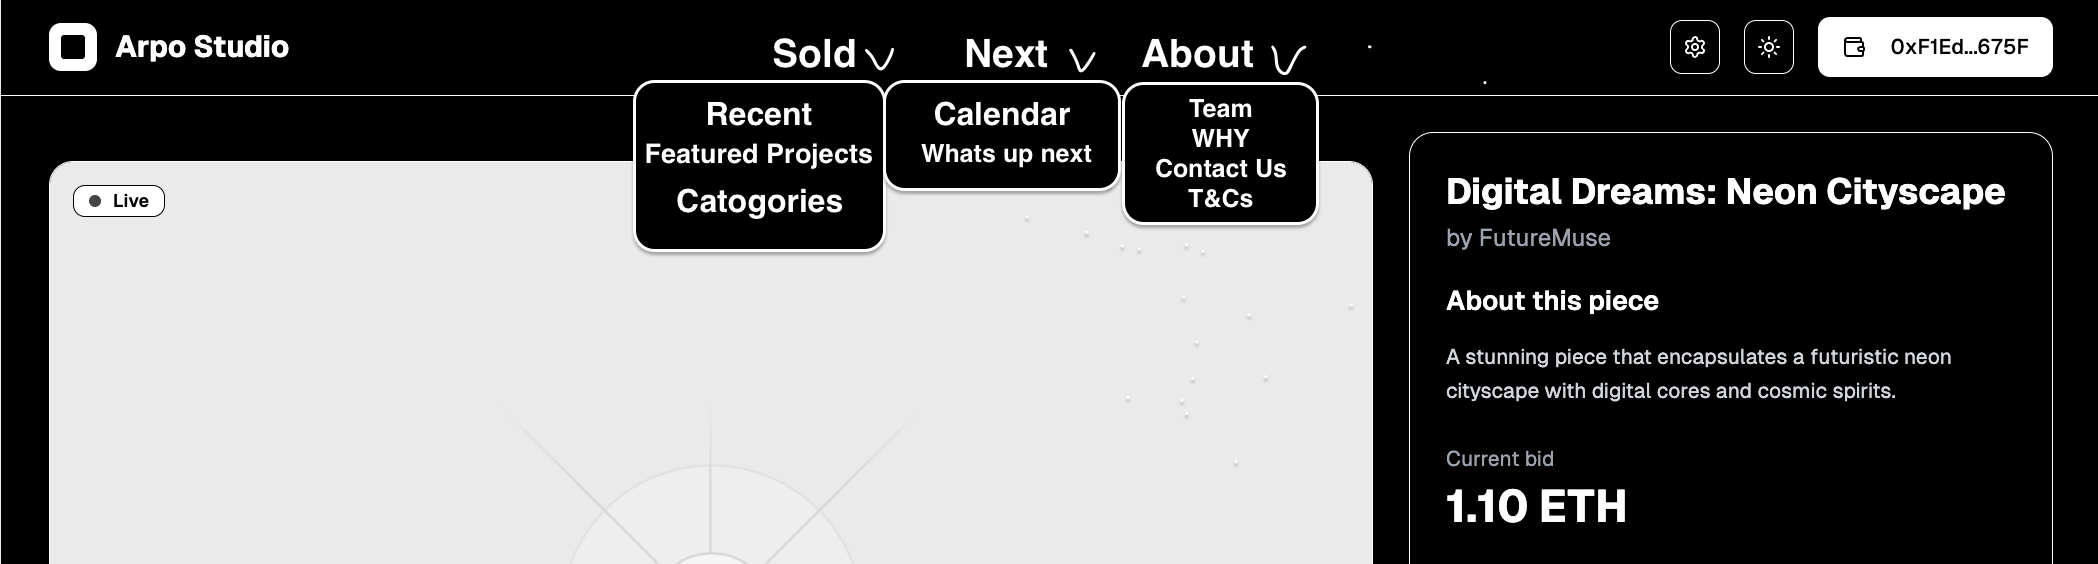 Arpo Studio
Sold
Next
About
0xF1Ed...675F
Recent
Featured Projects
Catogories
Calendar
Whats up next
Team
WHY
Contact Us
T&Cs
Live
Digital Dreams: Neon Cityscape
by FutureMuse
About this piece
A stunning piece that encapsulates a futuristic neon
cityscape with digital cores and cosmic spirits.
Current bid
1.10 ETH